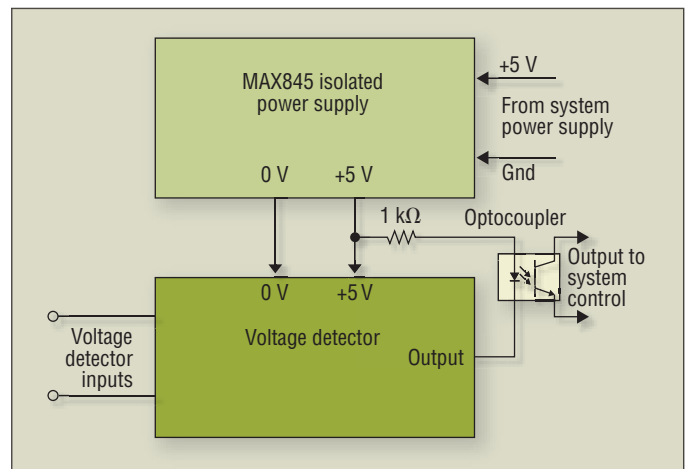 MAX845 isolated
power supply
+5 V
From system
power supply
Gnd
0 V
+5 V
1 kΩ
Optocoupler
Output to
system
control
0 V
+5 V
Voltage detector
Output
Voltage
detector
inputs